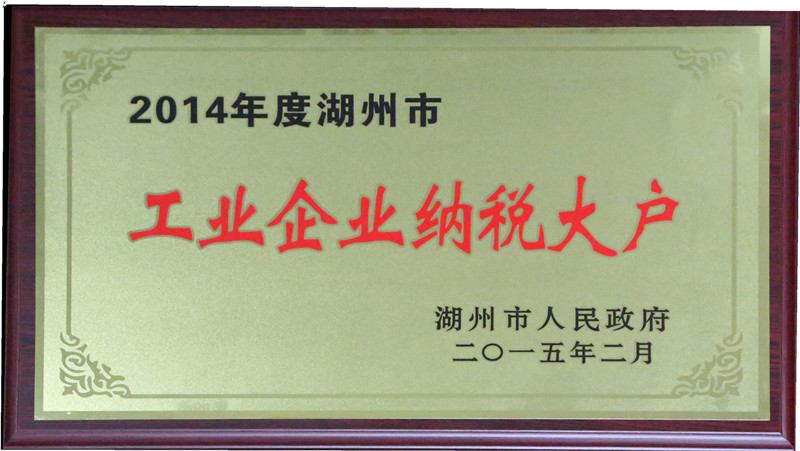 2014年度湖州市
工业企业纳税大户
湖州市人民政府
二〇一五年二月